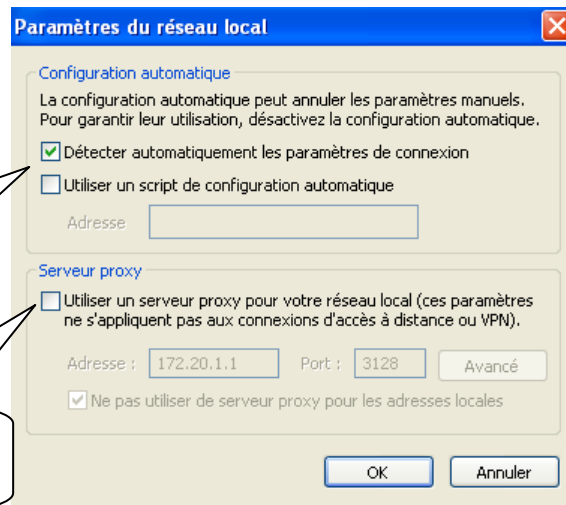 Paramètres du réseau local
Configuration automatique
La configuration automatique peut annuler les paramètres manuels.
Pour garantir leur utilisation, désactivez la configuration automatique.
Détecter automatiquement les paramètres de connexion
Utiliser un script de configuration automatique
Adresse
Serveur proxy
Utiliser un serveur proxy pour votre réseau local (ces paramètres
ne s'appliquent pas aux connexions d'accès à distance ou VPN).
Adresse : 172.20.1.1 Port : 3128 Avancé
Ne pas utiliser de serveur proxy pour les adresses locales
OK Annuler